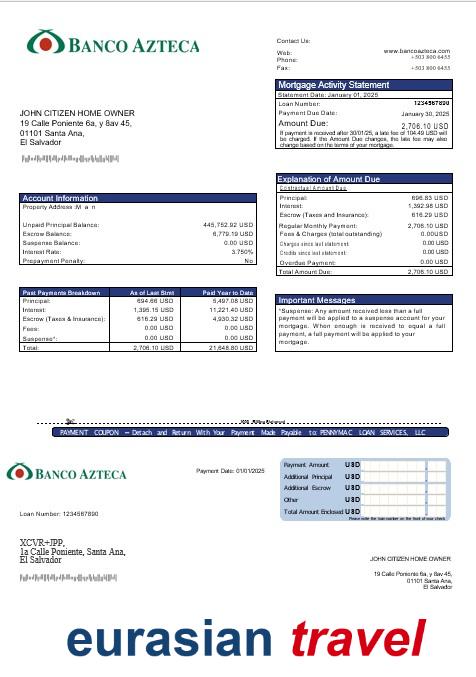 BANCO AZTECA
Contact Us:
Web: www.bancoazteca.com
Phone: +503 800 6455
Fax: +503 800 6455
Mortgage Activity Statement
Statement Date: January 01, 2025
Loan Number: 1234567890
Payment Due Date: January 30, 2025
Amount Due: 2,706.10 USD
If payment is received after 30/01/25, a late fee of 104.49 USD will
be charged. If the Amount Due changes, the late fee may also
change based on the terms of your mortgage.
JOHN CITIZEN HOME OWNER
19 Calle Poniente 6a, y 8av 45,
01101 Santa Ana,
El Salvador
Explanation of Amount Due
Contractual Amount Due
Principal: 696.83 USD
Interest: 1,392.98 USD
Escrow (Taxes and Insurance): 616.29 USD
Regular Monthly Payment: 2,706.10 USD
Fees & Charges (total outstanding) 0.00USD
Charges since last statement: 0.00 USD
Credits since last statement: 0.00 USD
Overdue Payment: 0.00 USD
Total Amount Due: 2,706.10 USD
Account Information
Property Address: M a n
Unpaid Principal Balance: 445,752.92 USD
Escrow Balance: 6,779.19 USD
Suspense Balance: 0.00 USD
Interest Rate: 3.750%
Prepayment Penalty: No
Past Payments Breakdown As of Last Stmt Paid Year to Date
Principal: 694.66 USD 5,497.08 USD
Interest: 1,395.15 USD 11,221.40 USD
Escrow (Taxes & Insurance): 616.29 USD 4,930.32 USD
Fees: 0.00 USD 0.00 USD
Suspense*: 0.00 USD 0.00 USD
Total: 2,706.10 USD 21,648.80 USD
Important Messages
*Suspense: Any amount received less than a full
payment will be applied to a suspense account for your
mortgage. When enough is received to equal a full
payment, a full payment will be applied to your
mortgage.
PAYMENT COUPON – Detach and Return With Your Payment Made Payable to: PENNYMAC LOAN SERVICES, LLC
BANCO AZTECA
Payment Date: 01/01/2025
Payment Amount USD
Additional Principal USD
Additional Escrow USD
Other USD
Total Amount Enclosed USD
Please write the loan number on the front of your check
Loan Number: 1234567890
XCVR+JPP,
1a Calle Poniente, Santa Ana,
El Salvador
JOHN CITIZEN HOME OWNER
19 Calle Poniente 6a, y 8av 45,
01101 Santa Ana,
El Salvador
eurasian travel